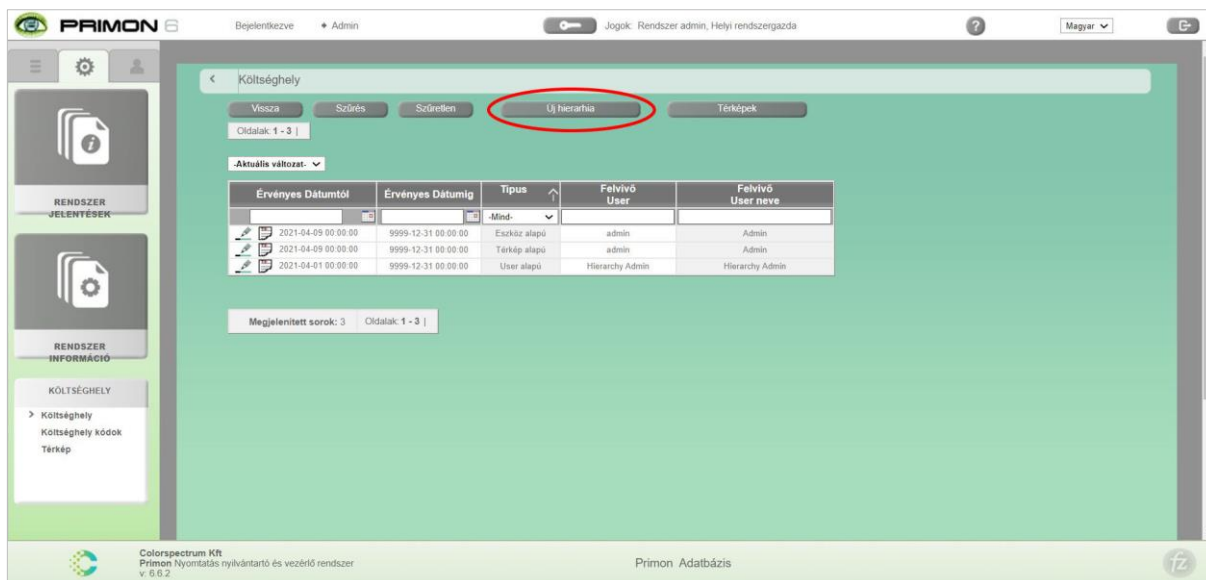 PRIMON 6 Bejelentkezve Admin Jogok: Rendszer admin, Helyi rendszergazda ? Magyar
Költséghely
Vissza Szűrés Szűretlen Új hierarhia Térképek
Oldalak: 1 - 3 |
-Aktuális változat-
Érvényes Dátumtól Érvényes Dátumig Típus Felvivő User Felvivő User neve
-Mind-
2021-04-09 00:00:00 9999-12-31 00:00:00 Eszköz alapú admin Admin
2021-04-09 00:00:00 9999-12-31 00:00:00 Térkép alapú admin Admin
2021-04-01 00:00:00 9999-12-31 00:00:00 User alapú Hierarchy Admin Hierarchy Admin
Megjelenített sorok: 3 Oldalak: 1 - 3 |
RENDSZER
JELENTÉSEK
RENDSZER
INFORMÁCIÓ
KÖLTSÉGHELY
> Költséghely
Költséghely kódok
Térkép
Colorspectrum Kft
Primon Nyomtatás nyilvántartó és vezérlő rendszer
v: 6.6.2
Primon Adatbázis
fz